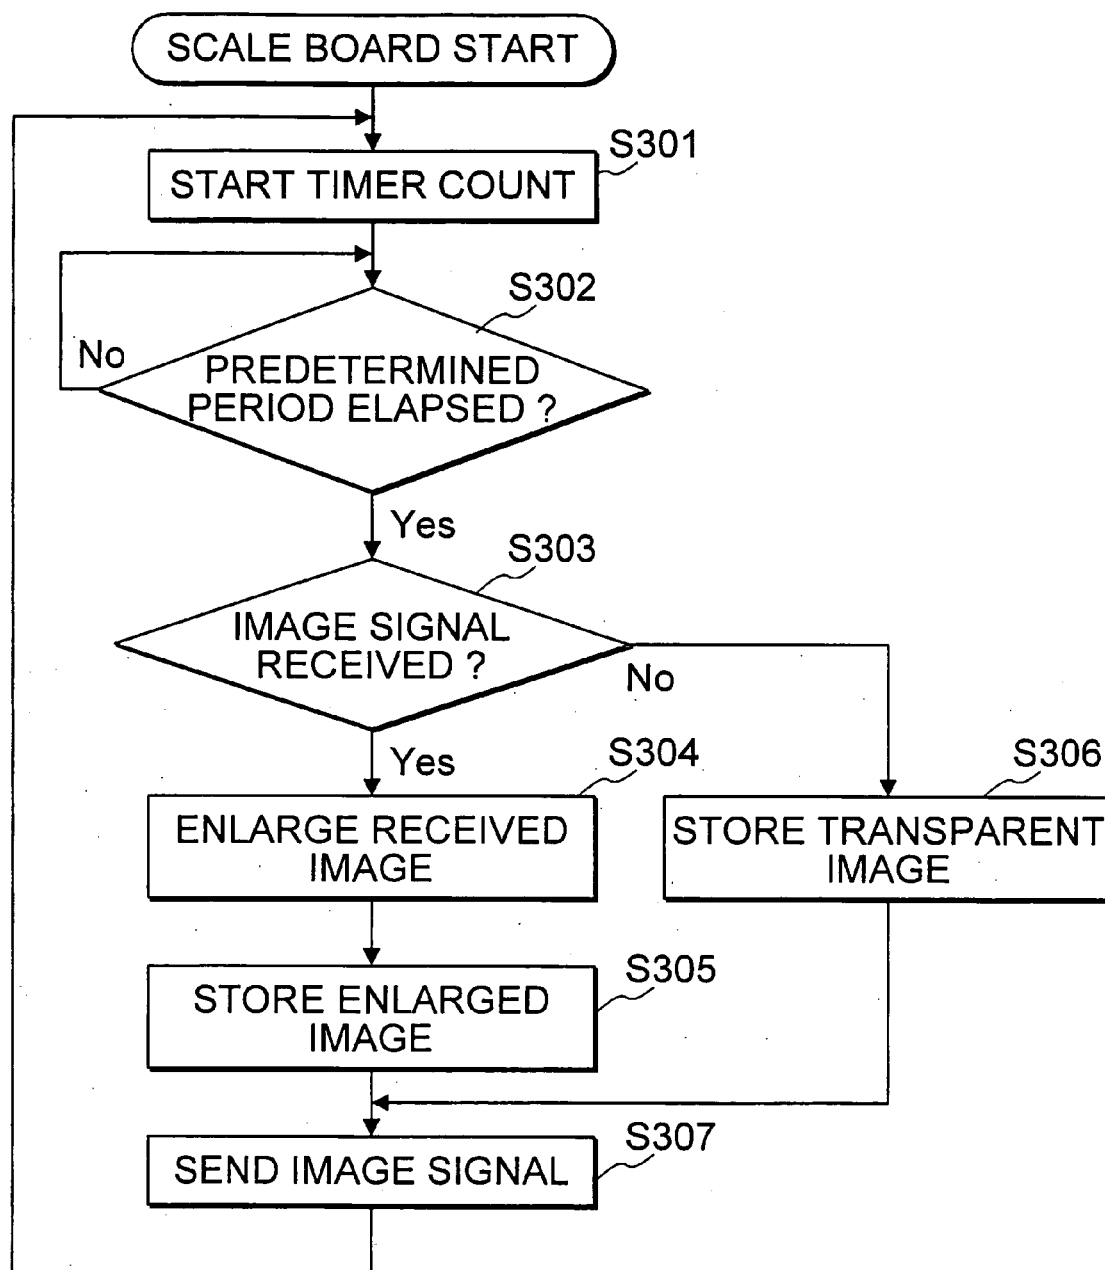 SCALE BOARD START
S301
START TIMER COUNT
S302
No
PREDETERMINED
PERIOD ELAPSED ?
Yes
S303
IMAGE SIGNAL
RECEIVED ?
No
Yes
S304
S306
ENLARGE RECEIVED
IMAGE
STORE TRANSPARENT
IMAGE
S305
STORE ENLARGED
IMAGE
S307
SEND IMAGE SIGNAL